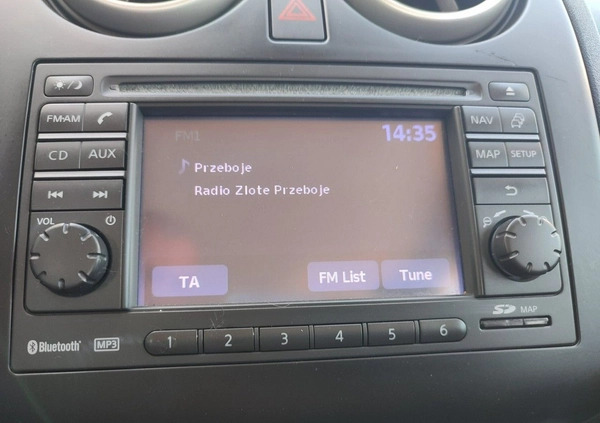 FM·AM
CD AUX
VOL
FM1 14:35
Przeboje
Radio Zlote Przeboje
TA FM List Tune
NAV
MAP SETUP
Bluetooth MP3
1 2 3 4 5 6
SD MAP